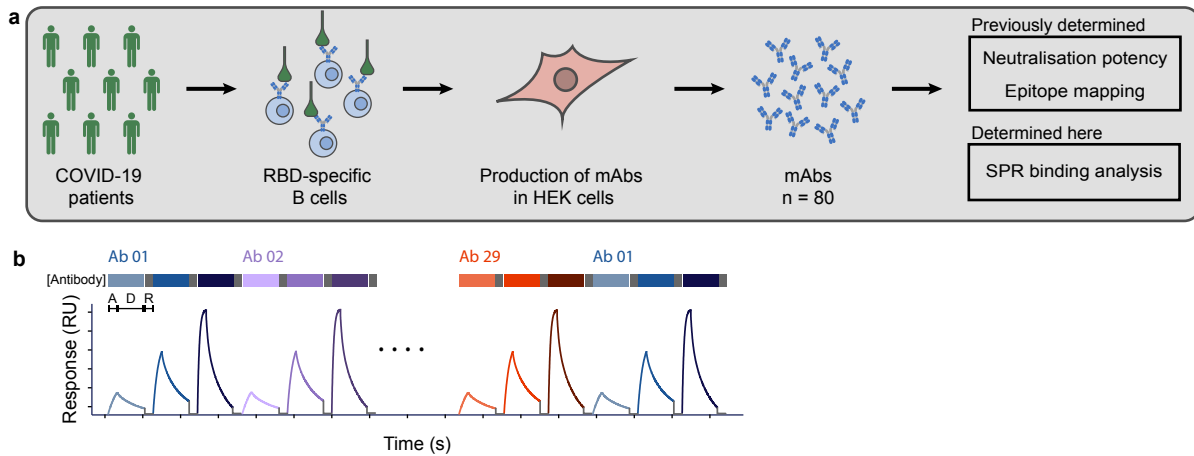 a
COVID-19
patients
RBD-specific
B cells
Production of mAbs
in HEK cells
mAbs
n = 80
Previously determined
Neutralisation potency
Epitope mapping
Determined here
SPR binding analysis
b
Ab 01
Ab 02
Ab 29
Ab 01
[Antibody]
A D R
Response (RU)
Time (s)